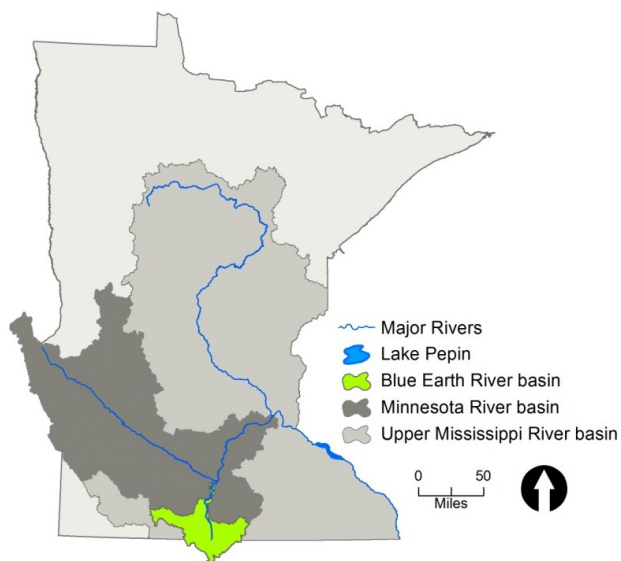 Major Rivers
Lake Pepin
Blue Earth River basin
Minnesota River basin
Upper Mississippi River basin
0 50
Miles